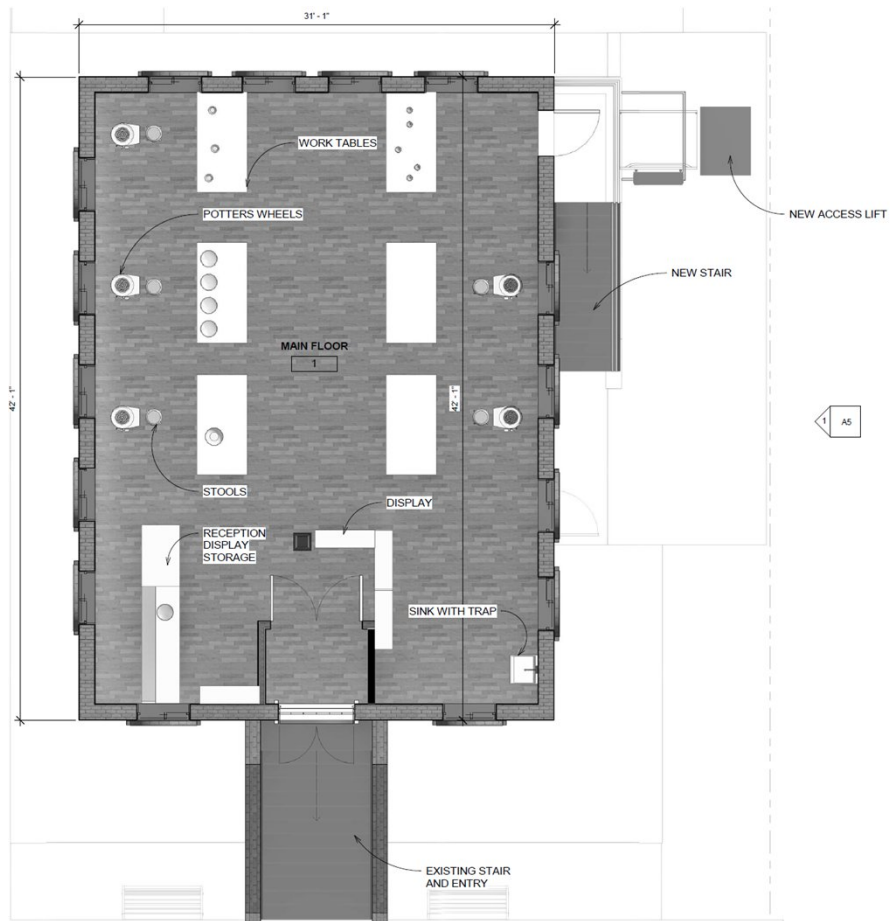 31' - 1"
WORK TABLES
POTTERS WHEELS
NEW ACCESS LIFT
NEW STAIR
MAIN FLOOR
1
42' - 1"
42' - 1"
1
A5
STOOLS
DISPLAY
RECEPTION
DISPLAY
STORAGE
SINK WITH TRAP
EXISTING STAIR
AND ENTRY